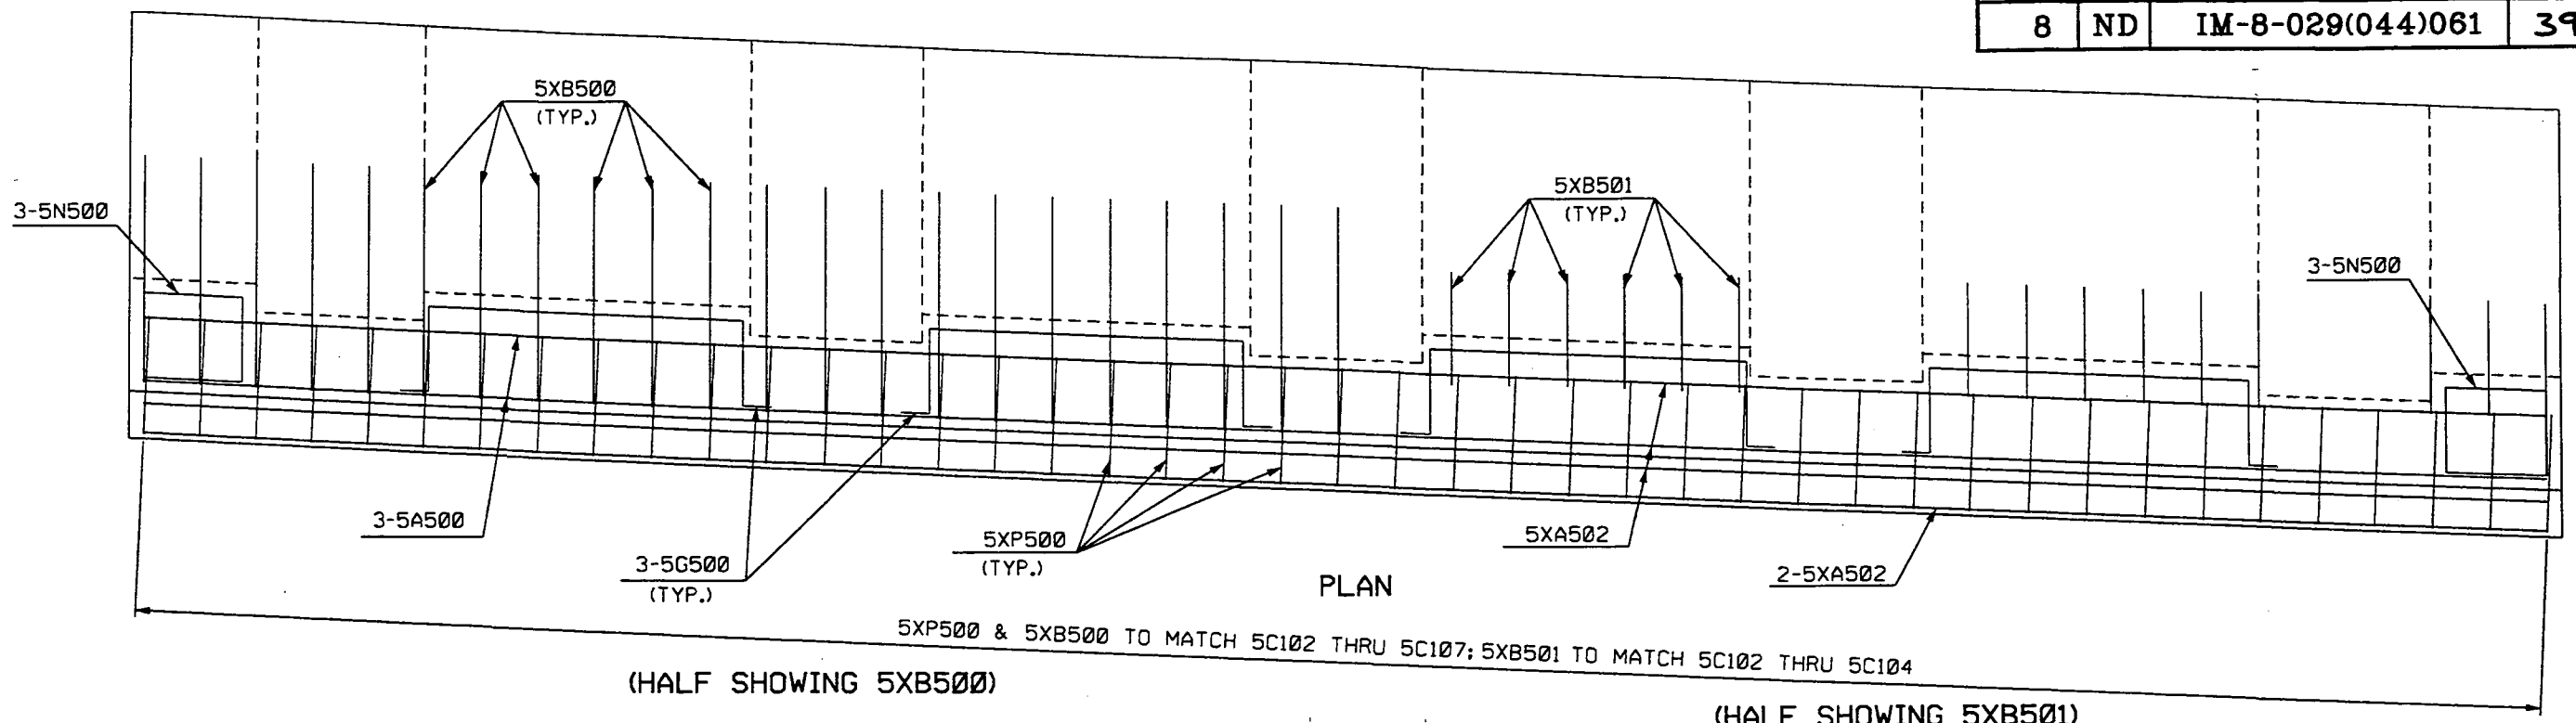 8 ND IM-8-029(044)061 39
5XB500
(TYP.)
5XB501
(TYP.)
3-5N500
3-5N500
3-5A500
3-5G500
(TYP.)
5XP500
(TYP.)
5XA502
2-5XA502
PLAN
5XP500 & 5XB500 TO MATCH 5C102 THRU 5C107; 5XB501 TO MATCH 5C102 THRU 5C104
(HALF SHOWING 5XB500)
(HALF SHOWING 5XB501)